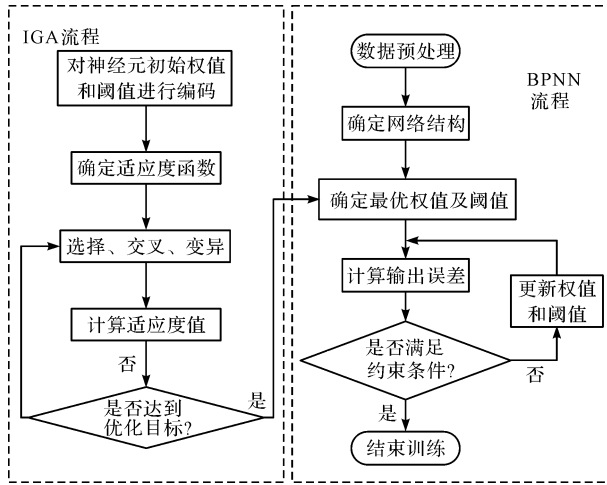 IGA流程
对神经元初始权值
和阈值进行编码
确定适应度函数
选择、交叉、变异
计算适应度值
否
是否达到
优化目标?
是
数据预处理
BPNN
流程
确定网络结构
确定最优权值及阈值
计算输出误差
更新权值
和阈值
是否满足
约束条件?
否
是
结束训练